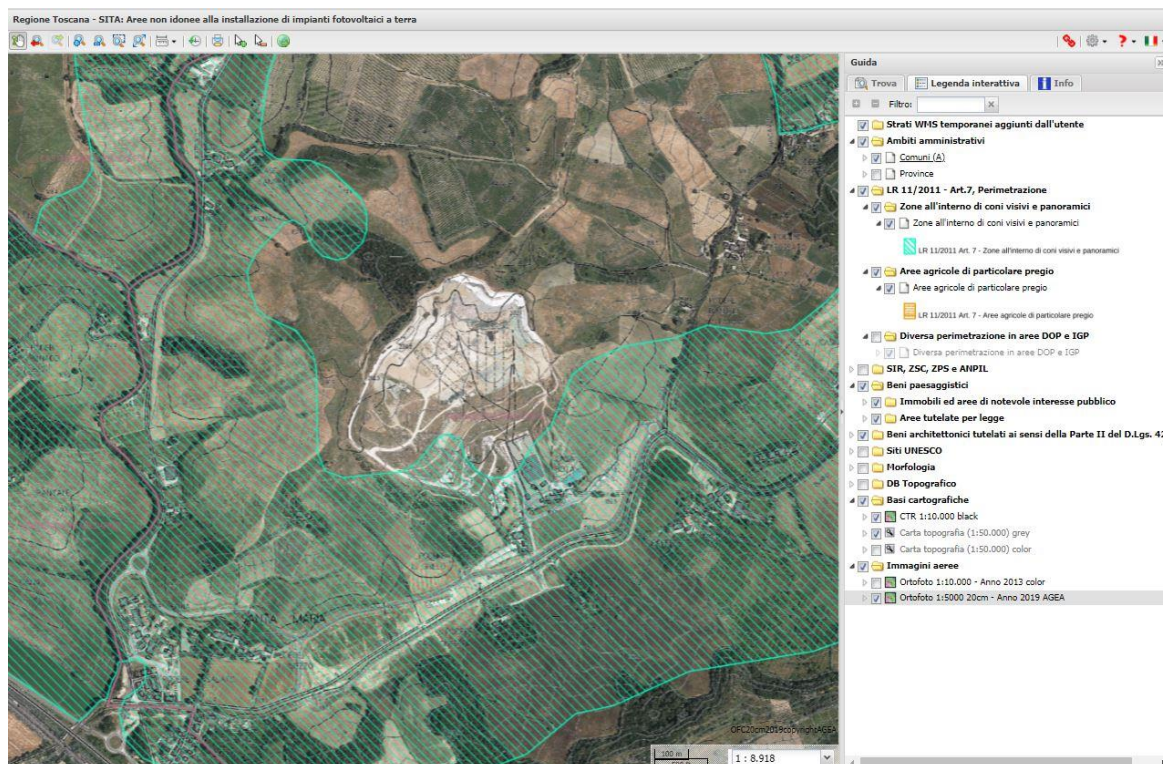 Regione Toscana - SITA: Aree non idonee alla installazione di impianti fotovoltaici a terra
Guida
Trova
Legenda interattiva
Info
Filtro:
Strati WMS temporanei aggiunti dall'utente
Ambiti amministrativi
Comuni (A)
Province
LR 11/2011 - Art.7, Perimetrazione
Zone all'interno di coni visivi e panoramici
Zone all'interno di coni visivi e panoramici
LR 11/2011 Art. 7 - Zone all'interno di coni visivi e panoramici
Aree agricole di particolare pregio
Aree agricole di particolare pregio
LR 11/2011 Art. 7 - Aree agricole di particolare pregio
Diversa perimetrazione in aree DOP e IGP
Diversa perimetrazione in aree DOP e IGP
SIR, ZSC, ZPS e ANPIL
Beni paesaggistici
Immobili ed aree di notevole interesse pubblico
Aree tutelate per legge
Beni architettonici tutelati ai sensi della Parte II del D.Lgs. 42
Siti UNESCO
Morfologia
DB Topografico
Basi cartografiche
CTR 1:10.000 black
Carta topografia (1:50.000) grey
Carta topografia (1:50.000) color
Immagini aeree
Ortofoto 1:10.000 - Anno 2013 color
Ortofoto 1:5000 20cm - Anno 2019 AGEA
MARIA
OFC20cm2019copyrightAGEA
100 m
1 : 8.918